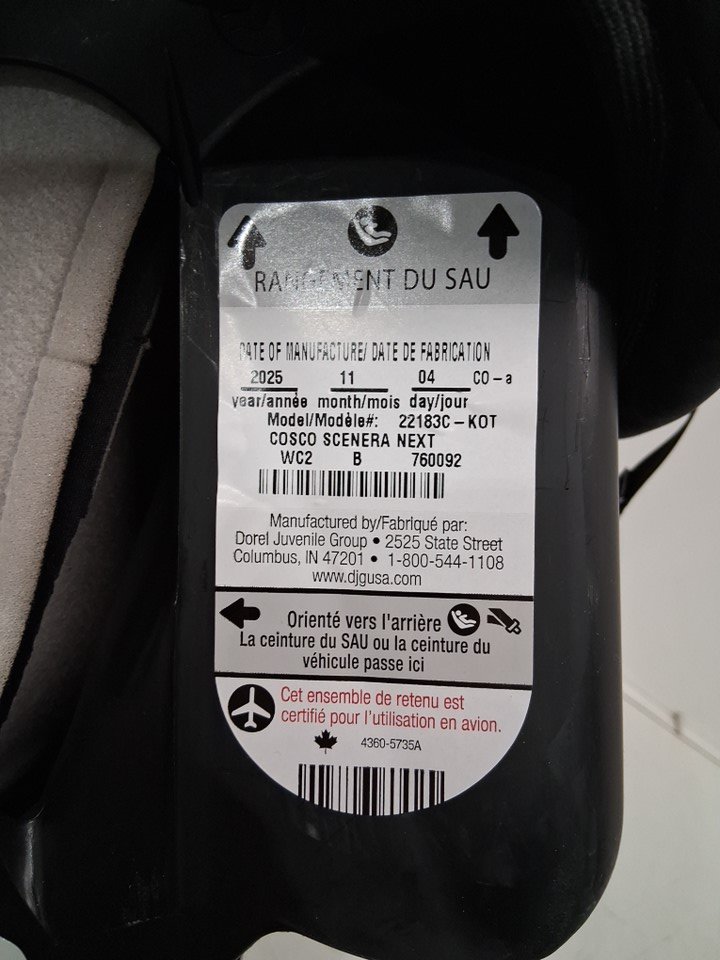 RANGEMENT DU SAU
DATE OF MANUFACTURE/ DATE DE FABRICATION
2025 11 04 CO-a
year/année month/mois day/jour
Model/Modèle#: 22183C-KOT
COSCO SCENERA NEXT
WC2 B 760092
Manufactured by/Fabriqué par:
Dorel Juvenile Group • 2525 State Street
Columbus, IN 47201 • 1-800-544-1108
www.djgusa.com
Orienté vers l'arrière
La ceinture du SAU ou la ceinture du
véhicule passe ici
Cet ensemble de retenu est
certifié pour l'utilisation en avion.
4360-5735A